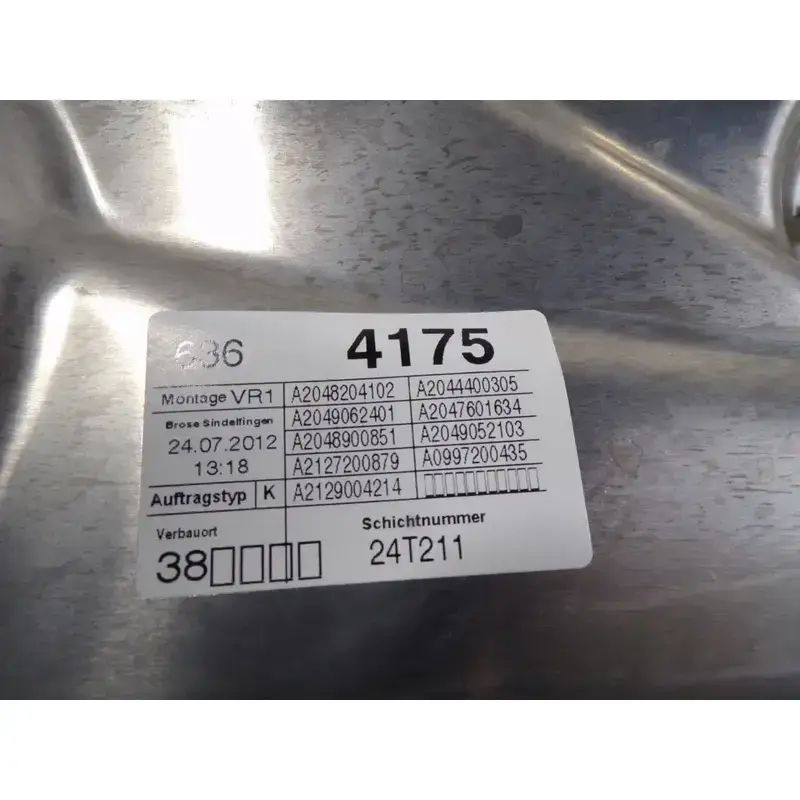 636 4175
Montage VR1 A2048204102 A2044400305
Brose Sindelfingen A2049062401 A2047601634
24.07.2012 A2048900851 A2049052103
13:18 A2127200879 A0997200435
Auftragstyp K A2129004214 □□□□□□□□□□□
Verbauort Schichtnummer
38□□□□ 24T211